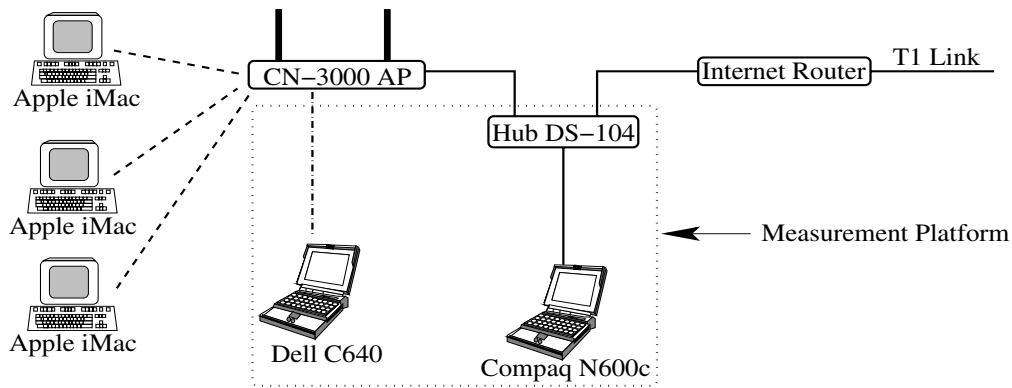 Apple iMac
CN−3000 AP
Internet Router
T1 Link
Hub DS−104
Apple iMac
Measurement Platform
Apple iMac
Dell C640
Compaq N600c